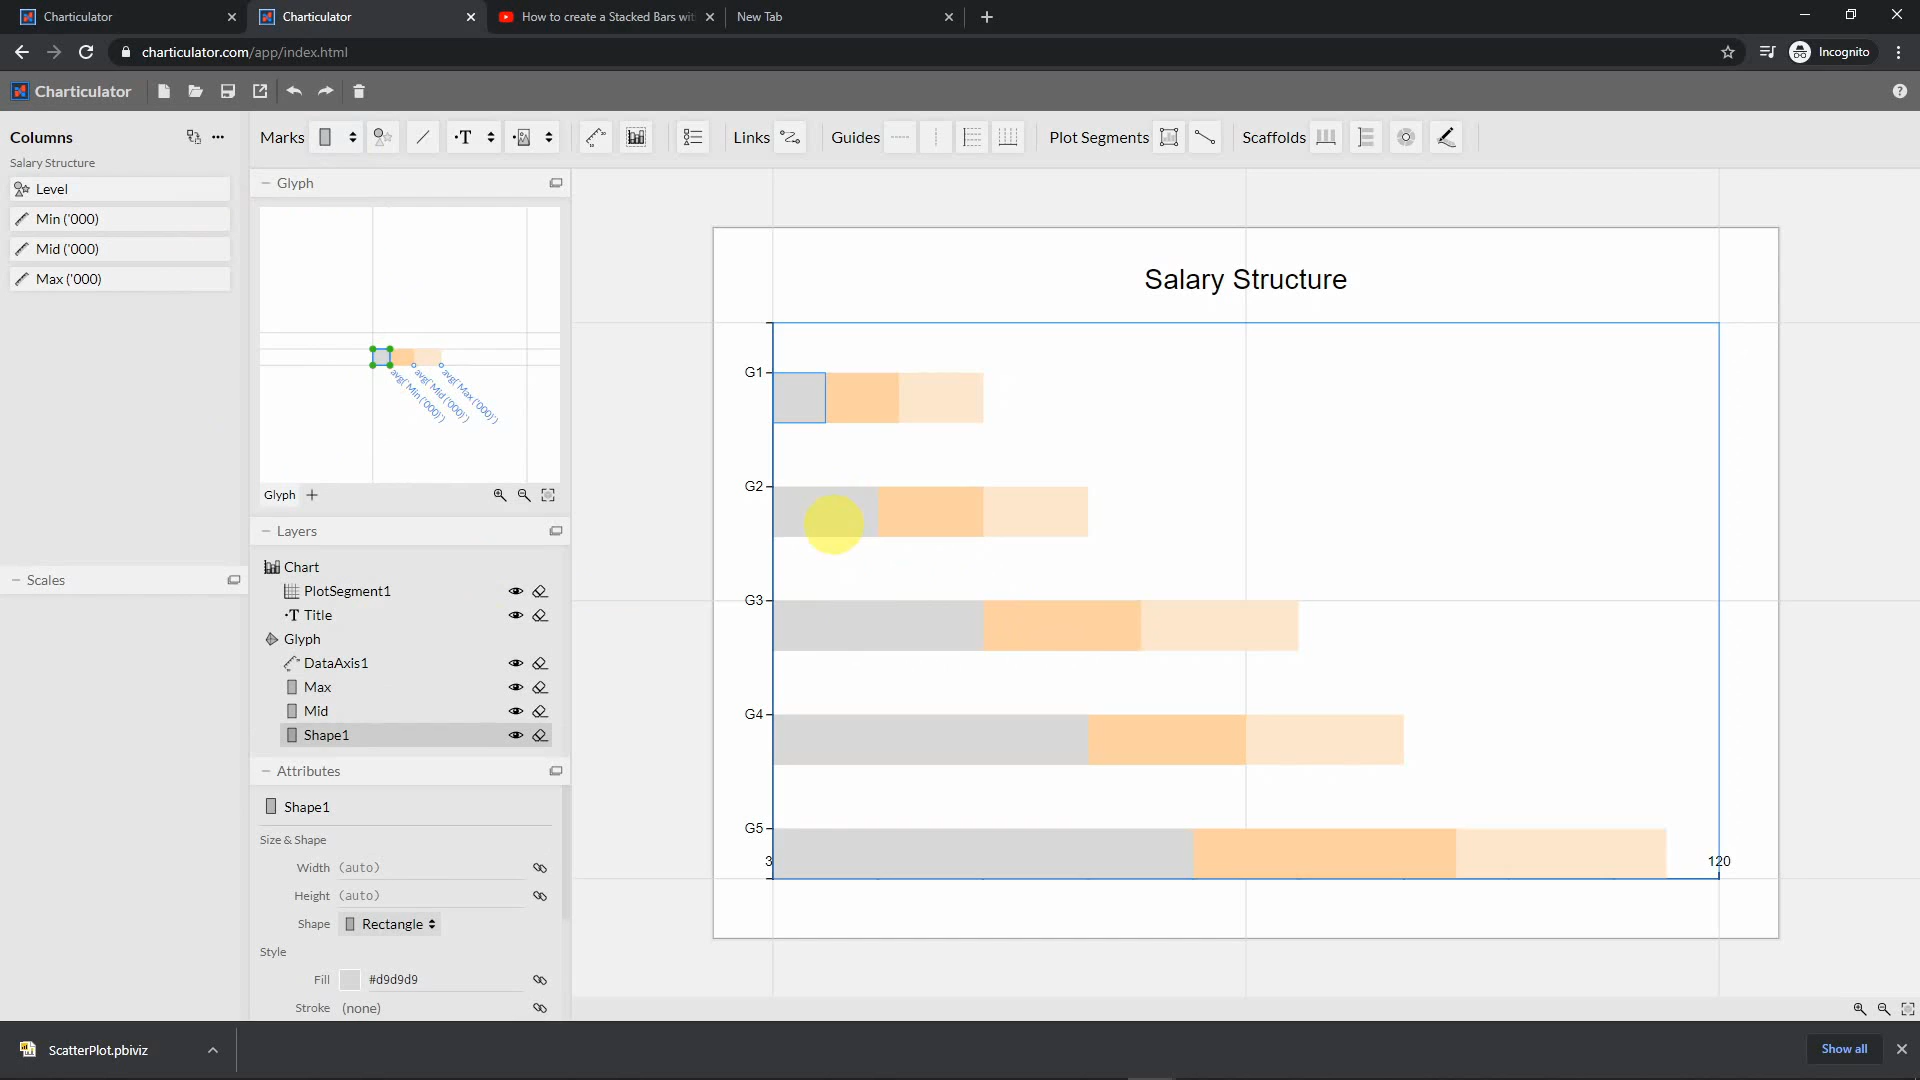 Charticulator
Charticulator
How to create a Stacked Bars wit
New Tab
charticulator.com/app/index.html
Incognito
Charticulator
Columns
Salary Structure
Level
Min ('000)
Mid ('000)
Max ('000)
Scales
Marks
T
Links
Guides
Plot Segments
Scaffolds
Glyph
avg(`Min ('000)`)
avg(`Mid ('000)`)
avg(`Max ('000)`)
Glyph
Layers
Chart
PlotSegment1
T Title
Glyph
DataAxis1
Max
Mid
Shape1
Attributes
Shape1
Size & Shape
Width (auto)
Height (auto)
Shape Rectangle
Style
Fill #d9d9d9
Stroke (none)
Salary Structure
G1
G2
G3
G4
G5
3
120
ScatterPlot.pbiviz
Show all